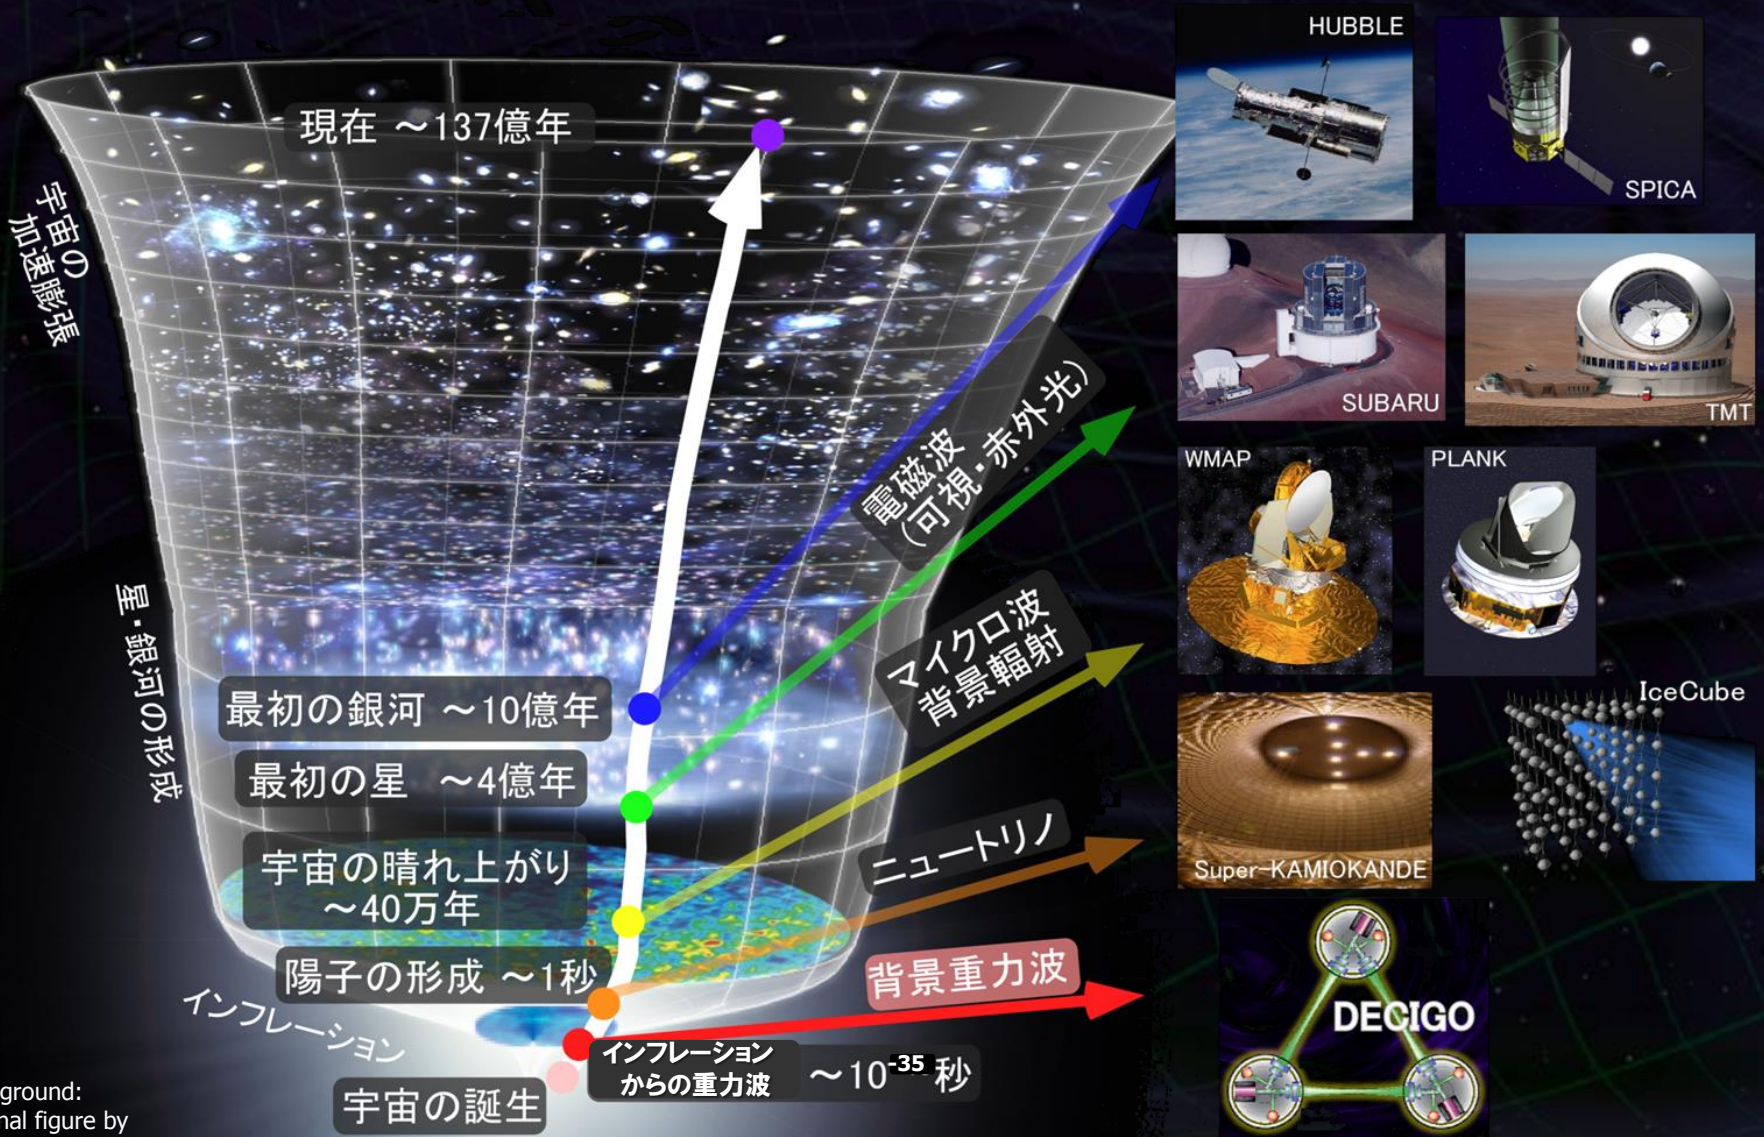 現在 ～137億年
宇宙の
加速膨張
星・銀河の形成
最初の銀河 ～10億年
最初の星 ～4億年
宇宙の晴れ上がり
～40万年
陽子の形成 ～1秒
インフレーション
インフレーション
からの重力波
～10-35 秒
宇宙の誕生
電磁波
(可視・赤外光)
マイクロ波
背景輻射
ニュートリノ
背景重力波
HUBBLE
SPICA
SUBARU
TMT
WMAP
PLANK
Super-KAMIOKANDE
IceCube
DECIGO
ground:
nal figure by